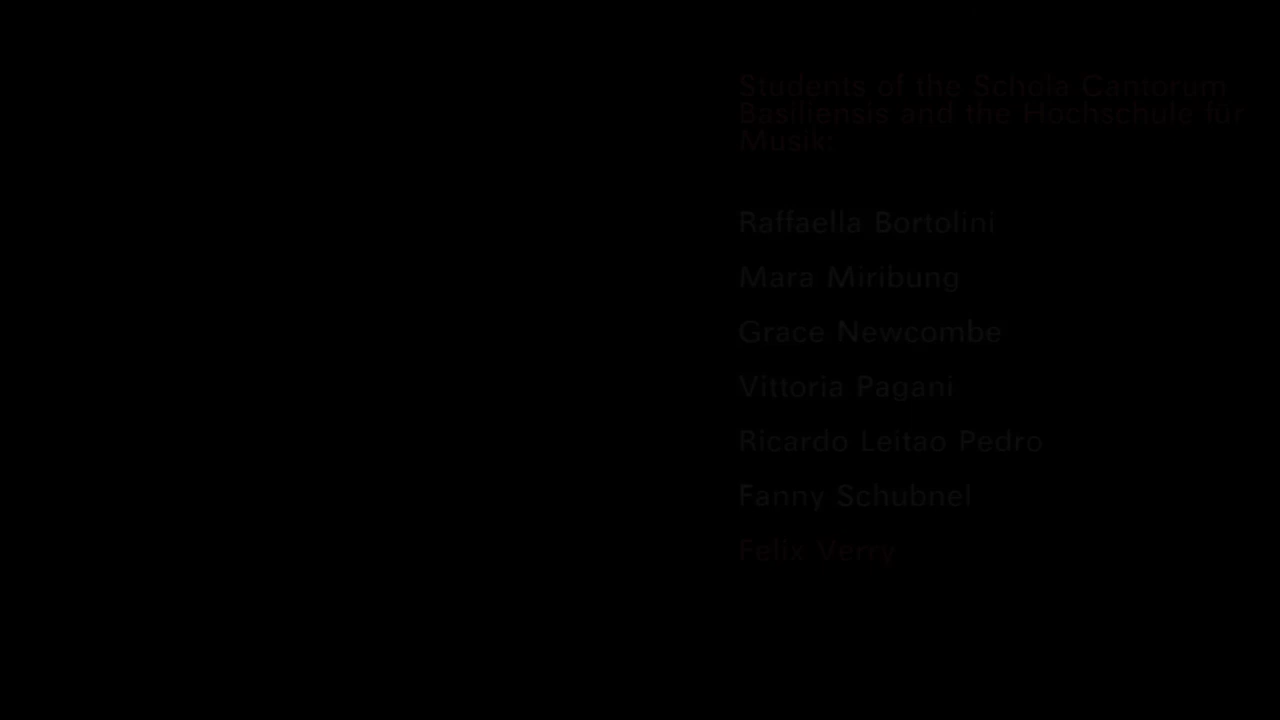 Students of the Schola Cantorum
Basiliensis and the Hochschule für
Musik:
Raffaella Bortolini
Mara Miribung
Grace Newcombe
Vittoria Pagani
Ricardo Leitao Pedro
Fanny Schubnel
Felix Verry